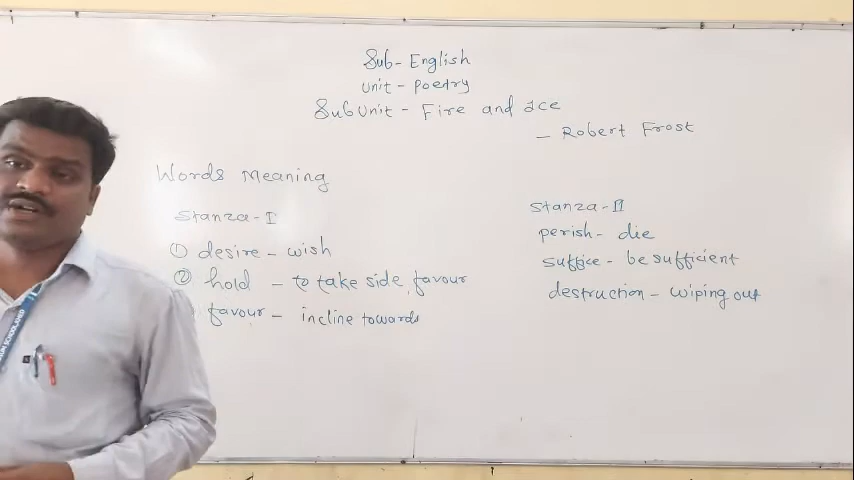 Sub - English
Unit - Poetry
SubUnit - Fire and Ice
- Robert Frost
Words Meaning
Stanza - I
① desire - wish
② hold - to take side, favour
favour - incline towards
Stanza - II
perish - die
suffice - be sufficient
destruction - wiping out